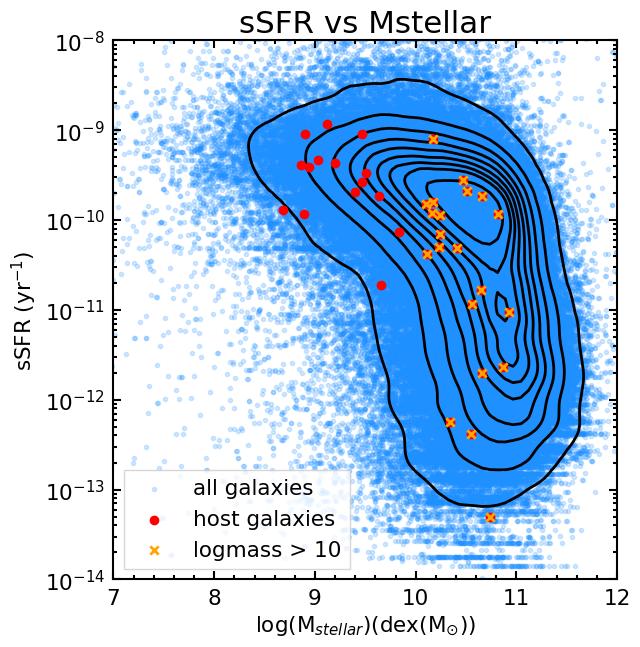 sSFR vs Mstellar
10⁻⁸
10⁻⁹
10⁻¹⁰
10⁻¹¹
10⁻¹²
10⁻¹³
10⁻¹⁴
sSFR (yr⁻¹)
all galaxies
host galaxies
logmass > 10
7 8 9 10 11 12
log(M_stellar)(dex(M_⊙))